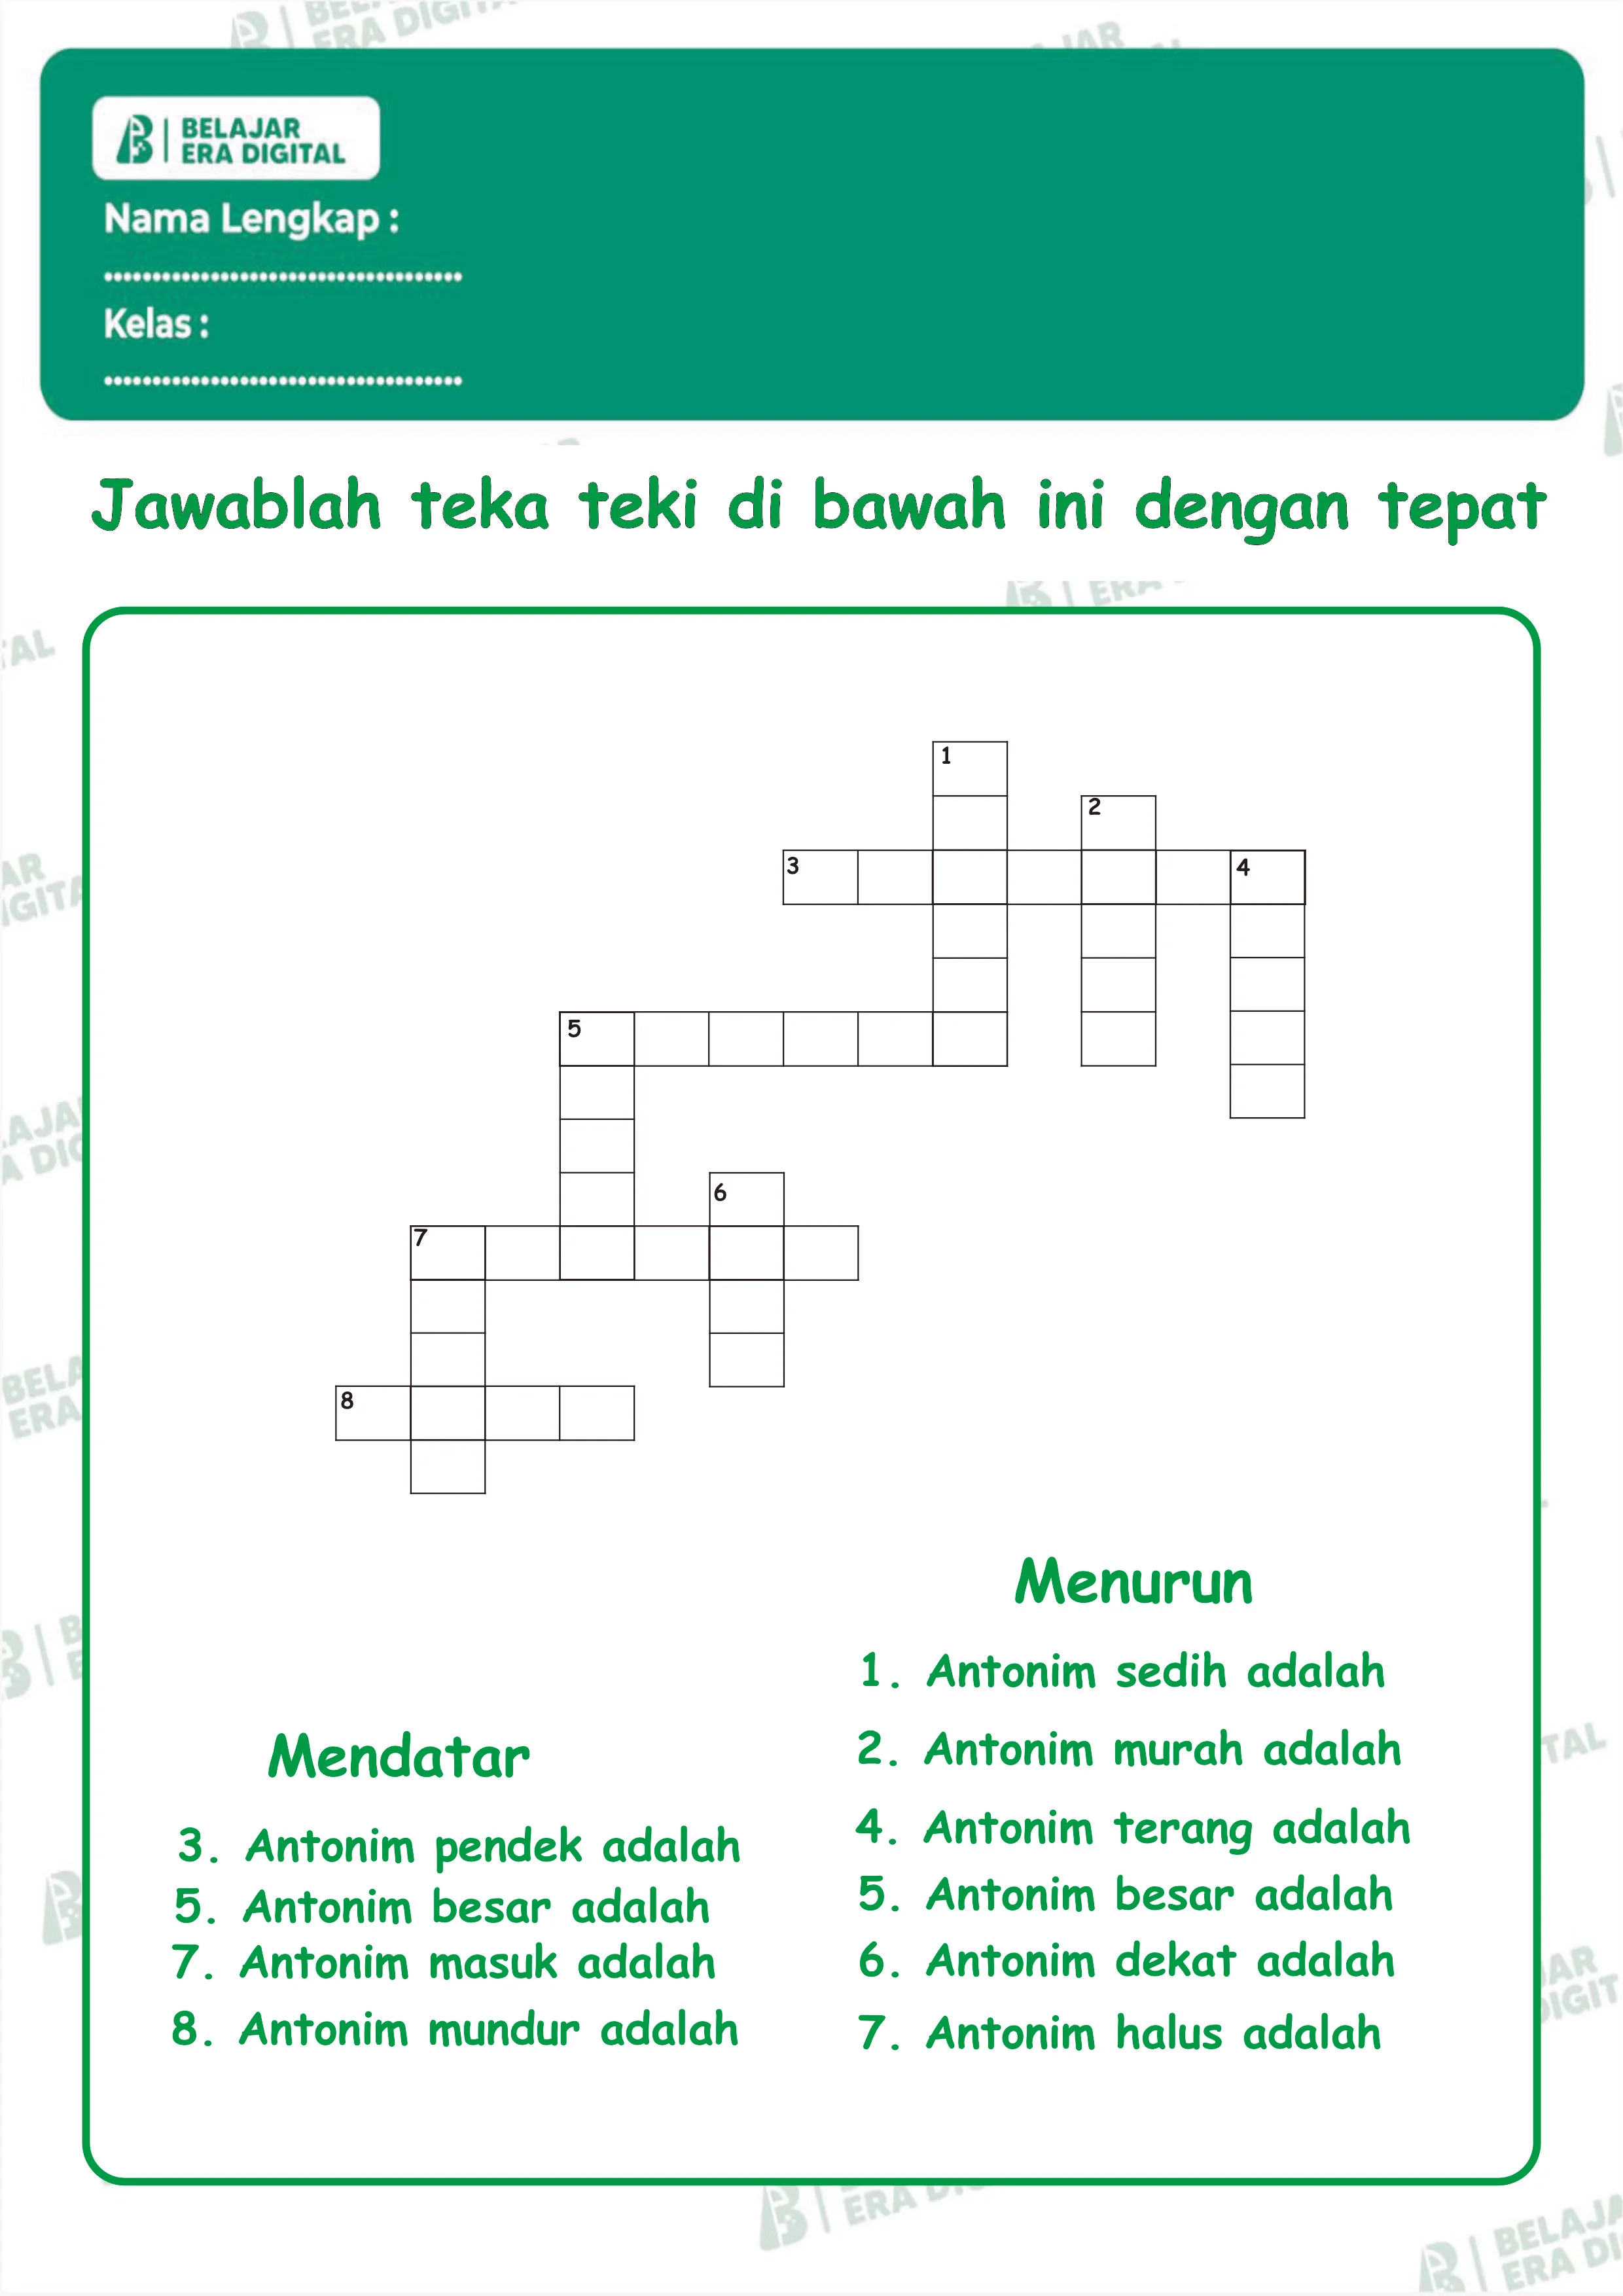 BELAJAR
ERA DIGITAL
Nama Lengkap :
.....................................
Kelas :
.....................................
Jawablah teka teki di bawah ini dengan tepat
1
2
3
4
5
6
7
8
Menurun
1. Antonim sedih adalah
2. Antonim murah adalah
4. Antonim terang adalah
5. Antonim besar adalah
6. Antonim dekat adalah
7. Antonim halus adalah
Mendatar
3. Antonim pendek adalah
5. Antonim besar adalah
7. Antonim masuk adalah
8. Antonim mundur adalah